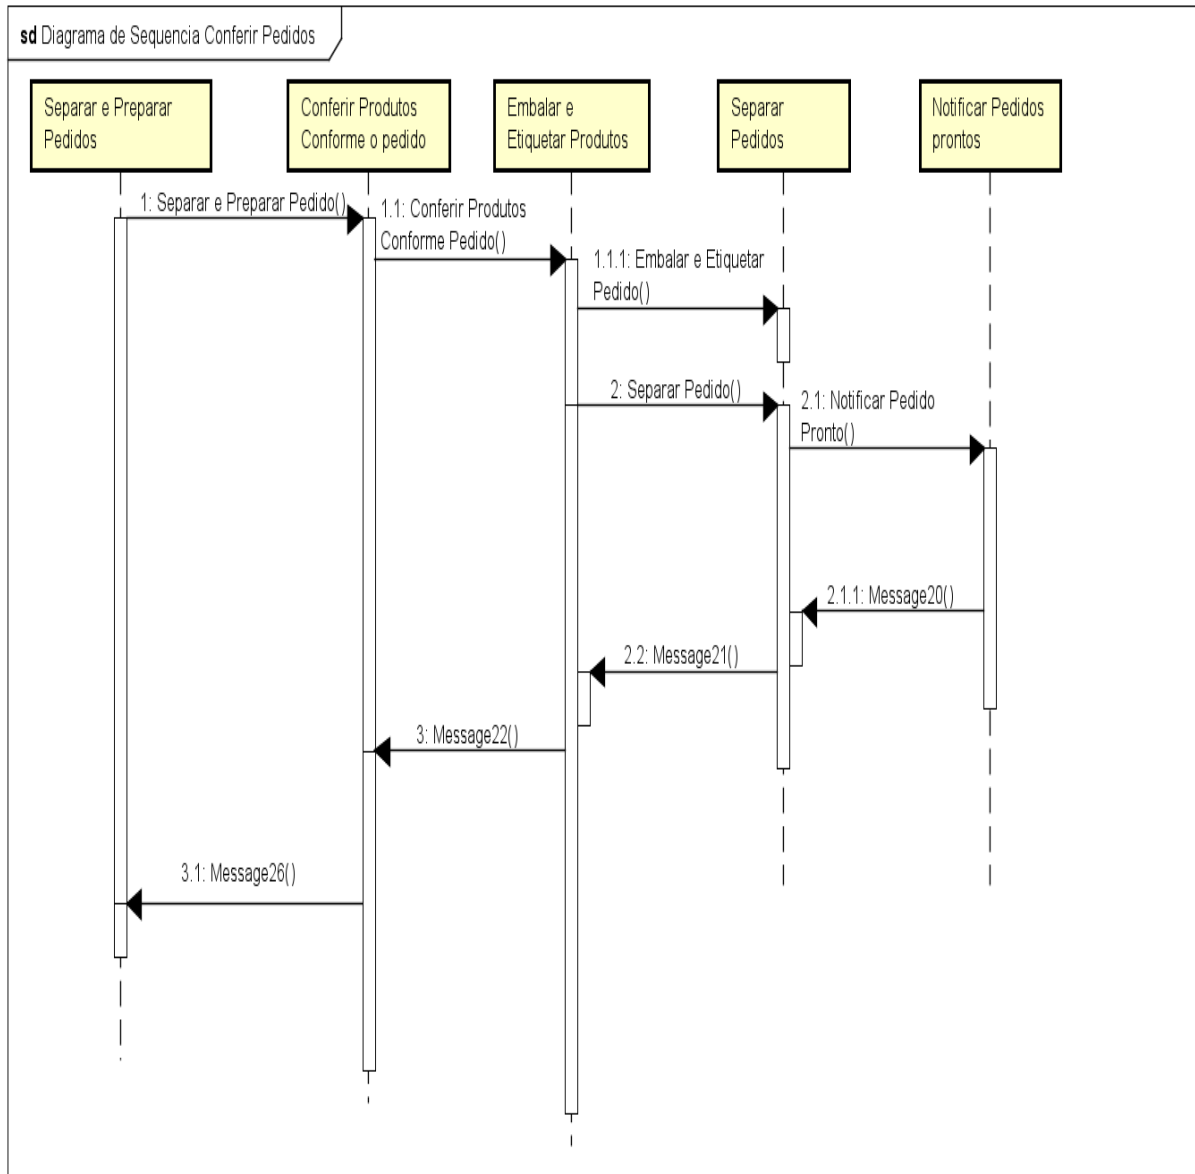 sd Diagrama de Sequencia Conferir Pedidos
Separar e Preparar
Pedidos
Conferir Produtos
Conforme o pedido
Embalar e
Etiquetar Produtos
Separar
Pedidos
Notificar Pedidos
prontos
1: Separar e Preparar Pedido()
1.1: Conferir Produtos
Conforme Pedido()
1.1.1: Embalar e Etiquetar
Pedido()
2: Separar Pedido()
2.1: Notificar Pedido
Pronto()
2.1.1: Message20()
2.2: Message21()
3: Message22()
3.1: Message26()